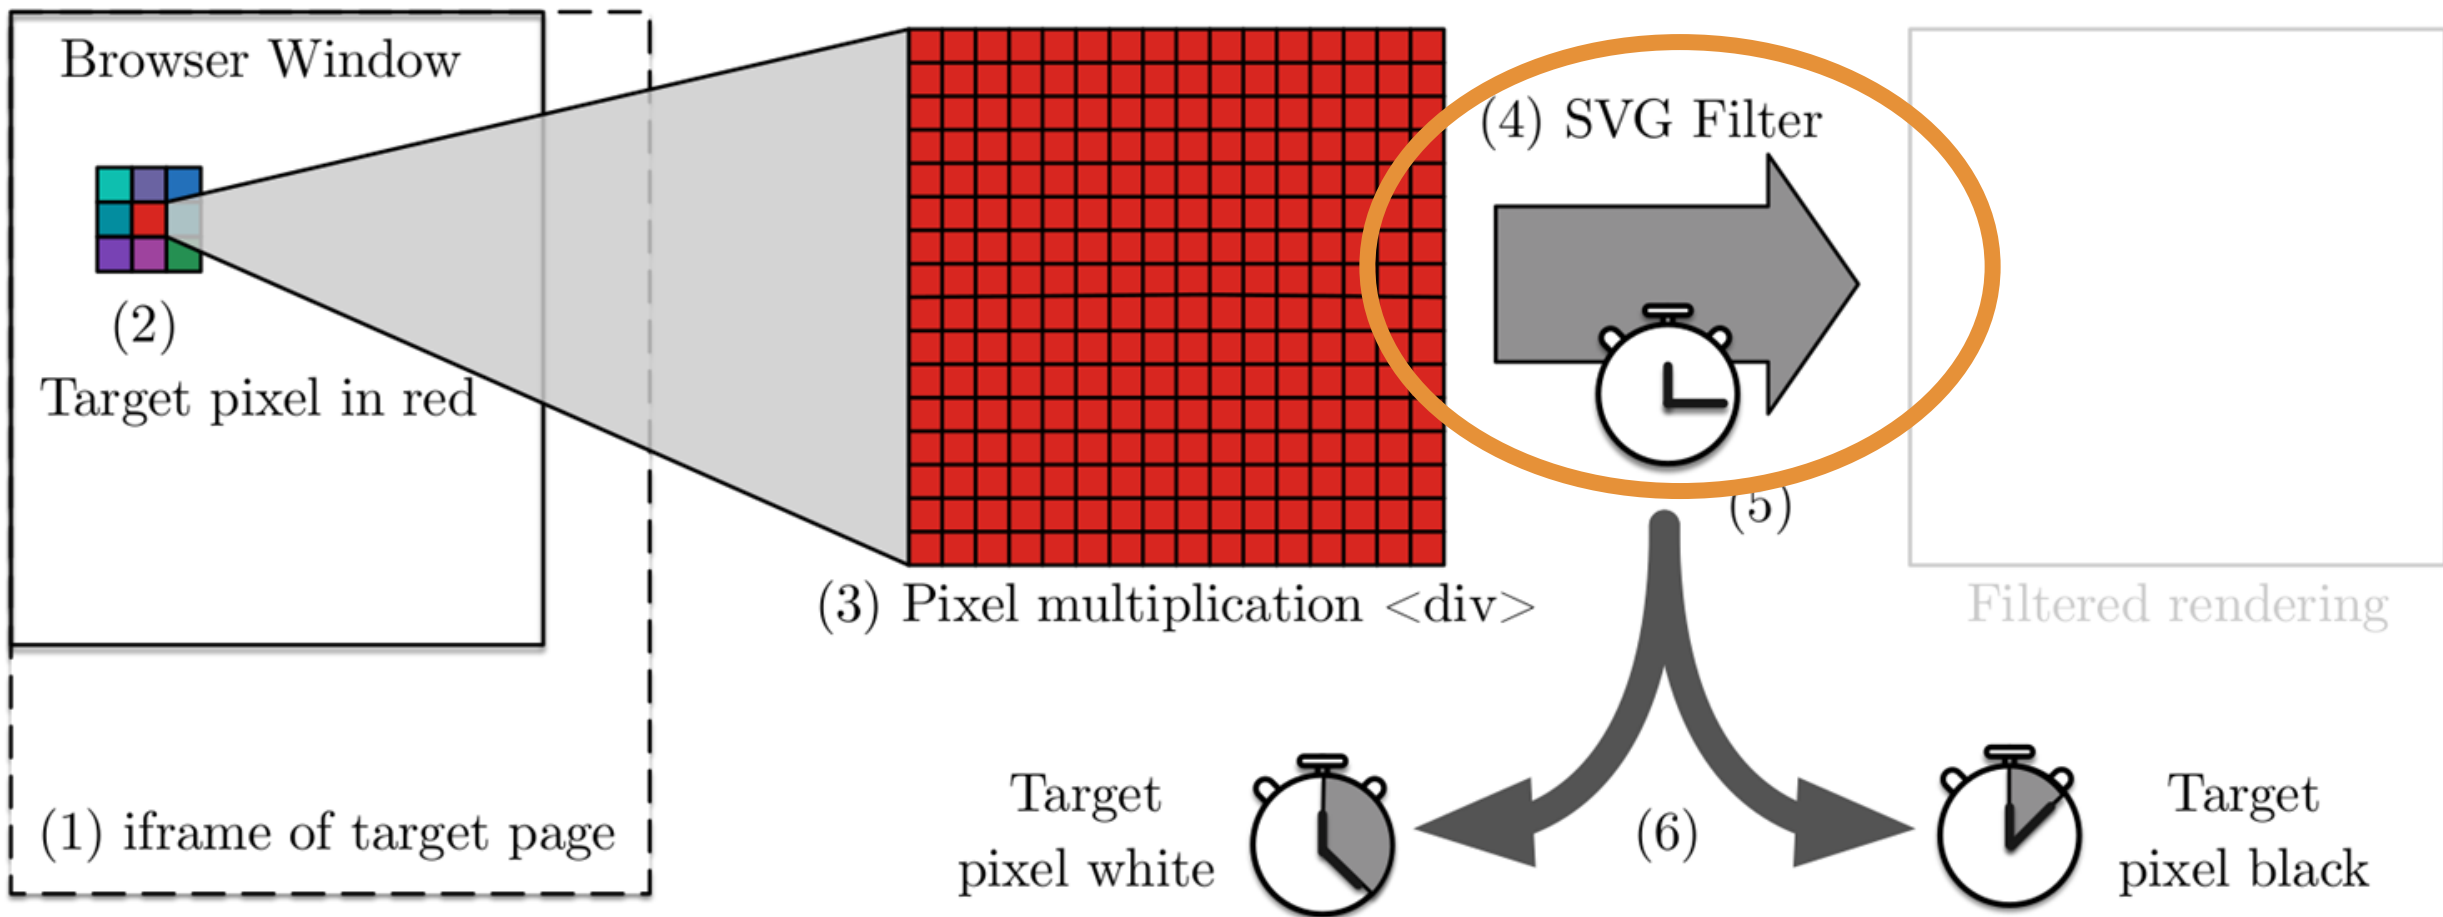 Browser Window
(2)
Target pixel in red
(1) iframe of target page
(3) Pixel multiplication <div>
(4) SVG Filter
(5)
Filtered rendering
Target
pixel white
(6)
Target
pixel black